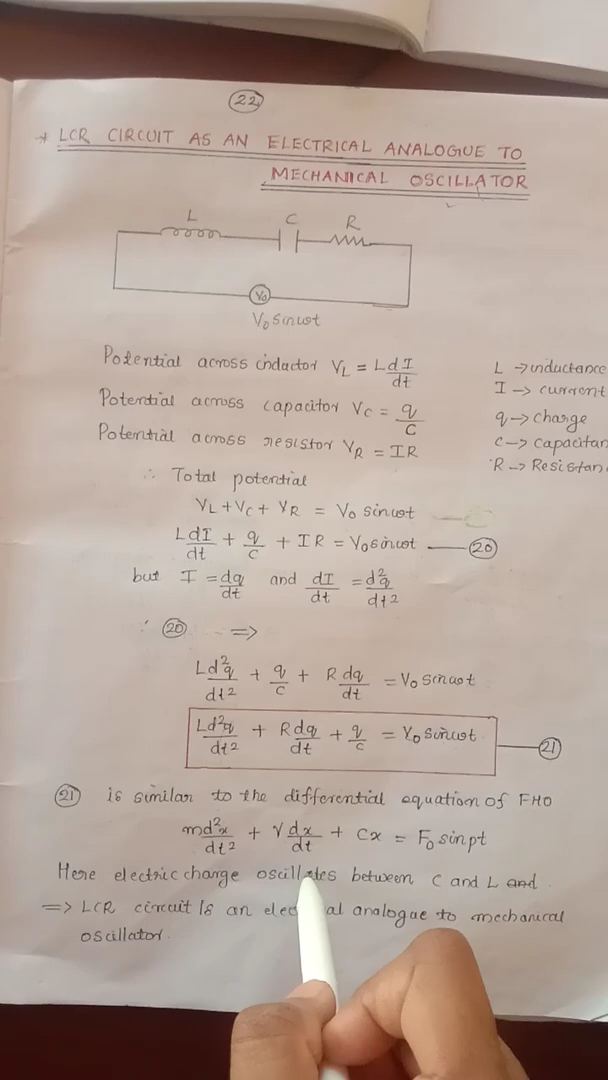 22
* LCR CIRCUIT AS AN ELECTRICAL ANALOGUE TO
MECHANICAL OSCILLATOR
L C R
V₀
V₀ sinωt
Potential across inductor V_L = L dI/dt
L → inductance
I → current
Potential across capacitor V_C = q/C
q → charge
Potential across resistor V_R = IR
C → capacitan
R → Resistan
∴ Total potential
V_L + V_C + V_R = V₀ sinωt
L dI/dt + q/C + IR = V₀ sinωt — 20
but I = dq/dt and dI/dt = d²q/dt²
∴ 20 ⇒
L d²q/dt² + q/C + R dq/dt = V₀ sinωt
L d²q/dt² + R dq/dt + q/C = V₀ sinωt — 21
21 is similar to the differential equation of FHO
m d²x/dt² + γ dx/dt + Cx = F₀ sinpt
Here electric charge oscillates between C and L
⇒ LCR circuit is an al analogue to mechanical
oscillator.